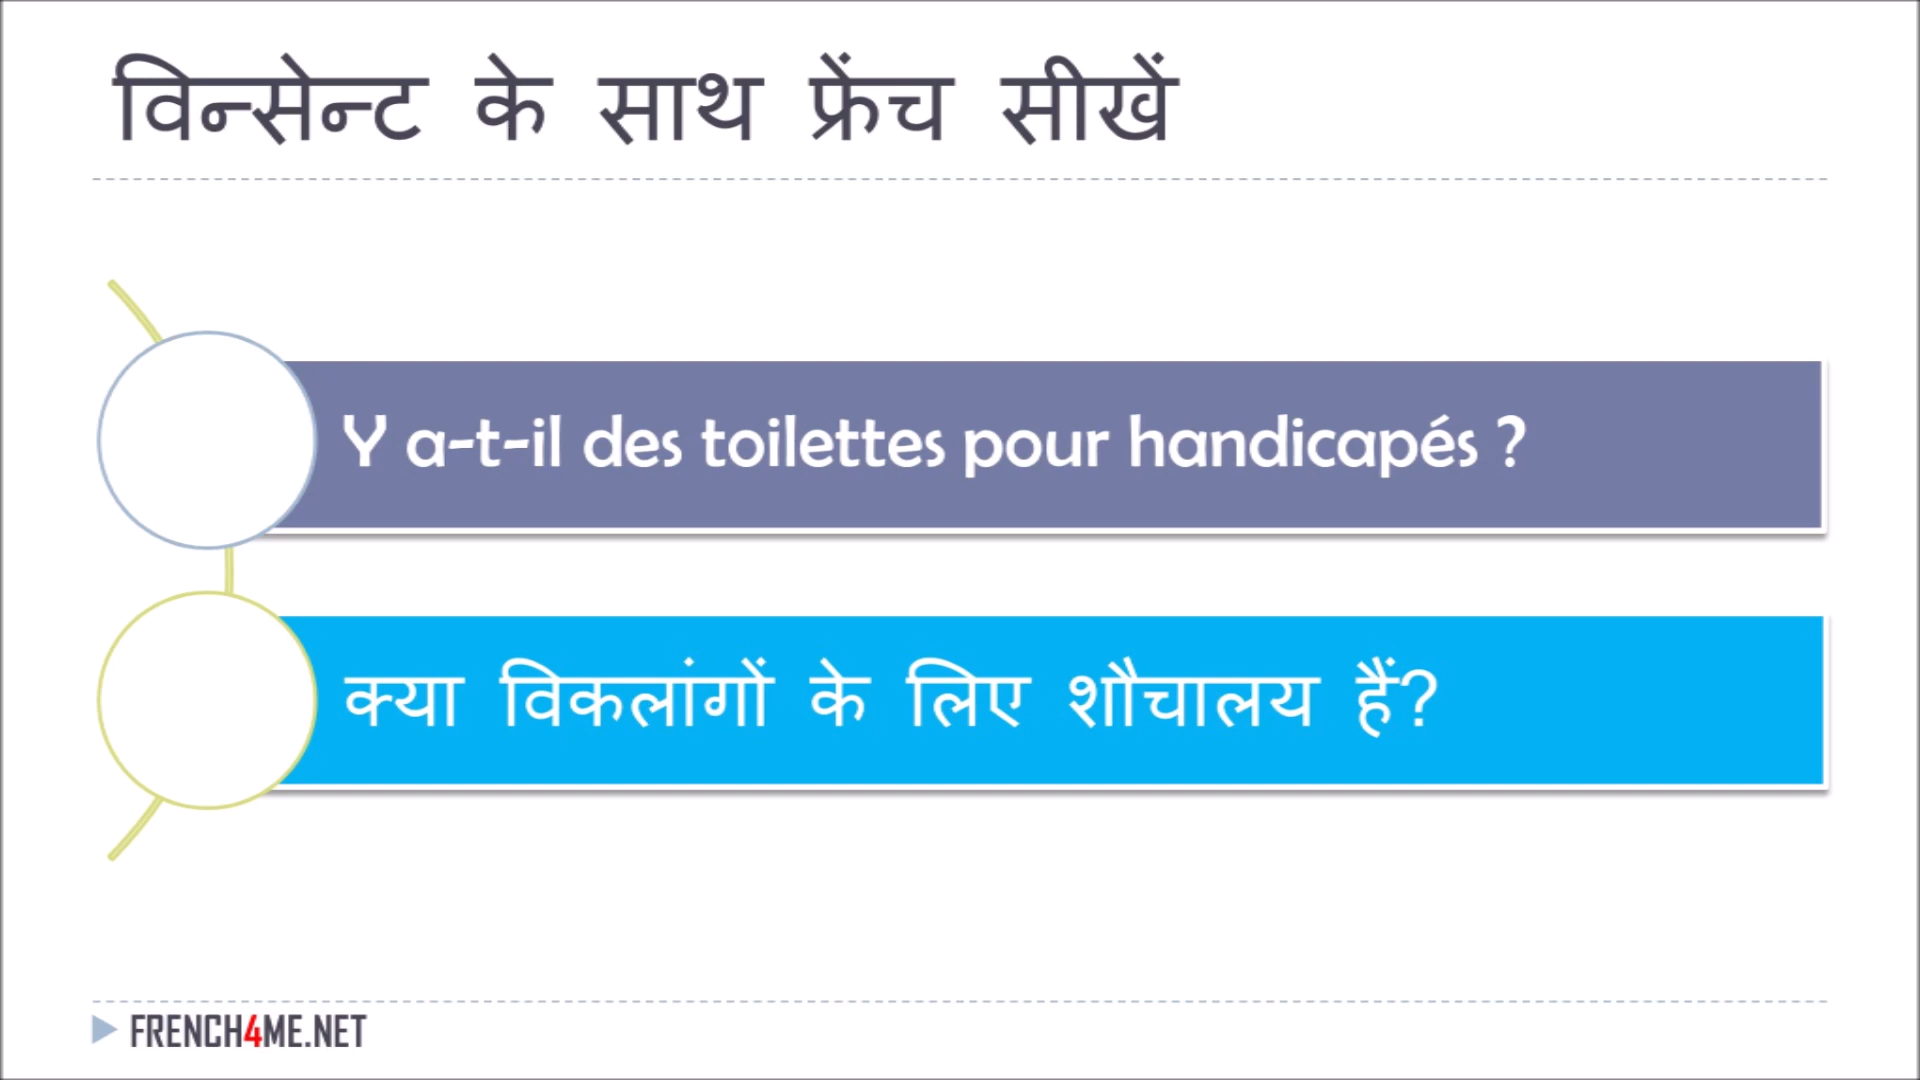 विन्सेन्ट के साथ फ्रेंच सीखें
Y a-t-il des toilettes pour handicapés ?
क्या विकलांगों के लिए शौचालय हैं?
FRENCH4ME.NET